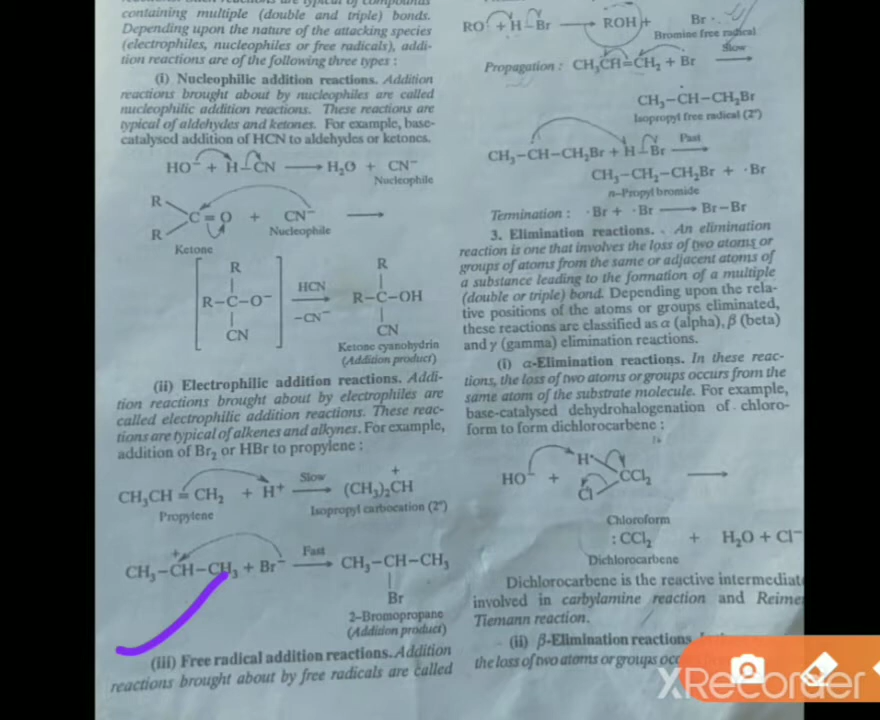 containing multiple (double and triple) bonds.
Depending upon the nature of the attacking species
(electrophiles, nucleophiles or free radicals), addi-
tion reactions are of the following three types :
(i) Nucleophilic addition reactions. Addition
reactions brought about by nucleophiles are called
nucleophilic addition reactions. These reactions are
typical of aldehydes and ketones. For example, base-
catalysed addition of HCN to aldehydes or ketones.
HO⁻ + H–CN ⟶ H₂O + CN⁻
Nucleophile
R
C=O + CN⁻ ⟶
R
Nucleophile
Ketone
R
R–C–O⁻
CN
HCN
–CN⁻
R
R–C–OH
CN
Ketone cyanohydrin
(Addition product)
(ii) Electrophilic addition reactions. Addi-
tion reactions brought about by electrophiles are
called electrophilic addition reactions. These reac-
tions are typical of alkenes and alkynes. For example,
addition of Br₂ or HBr to propylene :
Slow
CH₃CH=CH₂ + H⁺ ⟶ (CH₃)₂CH
+
Propylene
Isopropyl carbocation (2°)
+
Fast
CH₃–CH–CH₃ + Br⁻ ⟶ CH₃–CH–CH₃
Br
2-Bromopropane
(Addition product)
(iii) Free radical addition reactions. Addition
reactions brought about by free radicals are called
RO· + H–Br ⟶ ROH + Br·
Bromine free radical
Slow
Propagation : CH₃CH=CH₂ + Br ⟶
CH₃–ĊH–CH₂Br
Isopropyl free radical (2°)
Fast
CH₃–CH–CH₂Br + H–Br ⟶
CH₃–CH₂–CH₂Br + ·Br
n–Propyl bromide
Termination : ·Br + ·Br ⟶ Br–Br
3. Elimination reactions. An elimination
reaction is one that involves the loss of two atoms or
groups of atoms from the same or adjacent atoms of
a substance leading to the formation of a multiple
(double or triple) bond. Depending upon the rela-
tive positions of the atoms or groups eliminated,
these reactions are classified as α (alpha), β (beta)
and γ (gamma) elimination reactions.
(i) α-Elimination reactions. In these reac-
tions, the loss of two atoms or groups occurs from the
same atom of the substrate molecule. For example,
base-catalysed dehydrohalogenation of chloro-
form to form dichlorocarbene :
HO⁻ + H
CCl₂ ⟶
Cl
Chloroform
:CCl₂ + H₂O + Cl⁻
Dichlorocarbene
Dichlorocarbene is the reactive intermediat
involved in carbylamine reaction and Reime
Tiemann reaction.
(ii) β-Elimination reactions.
the loss of two atoms or groups occ
XRecorder